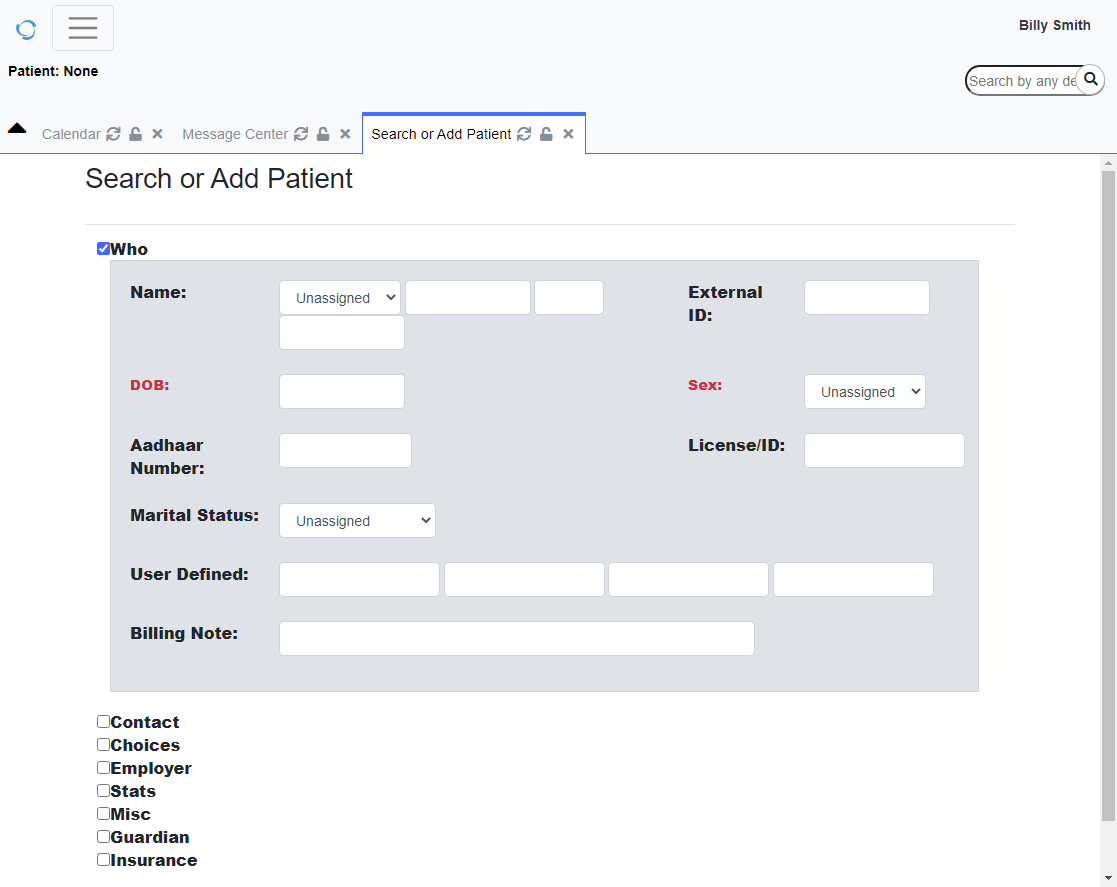 Billy Smith
Patient: None
Search by any de
Calendar Message Center Search or Add Patient
Search or Add Patient
Who
Name: Unassigned External ID:
DOB: Sex: Unassigned
Aadhaar Number: License/ID:
Marital Status: Unassigned
User Defined:
Billing Note:
Contact
Choices
Employer
Stats
Misc
Guardian
Insurance